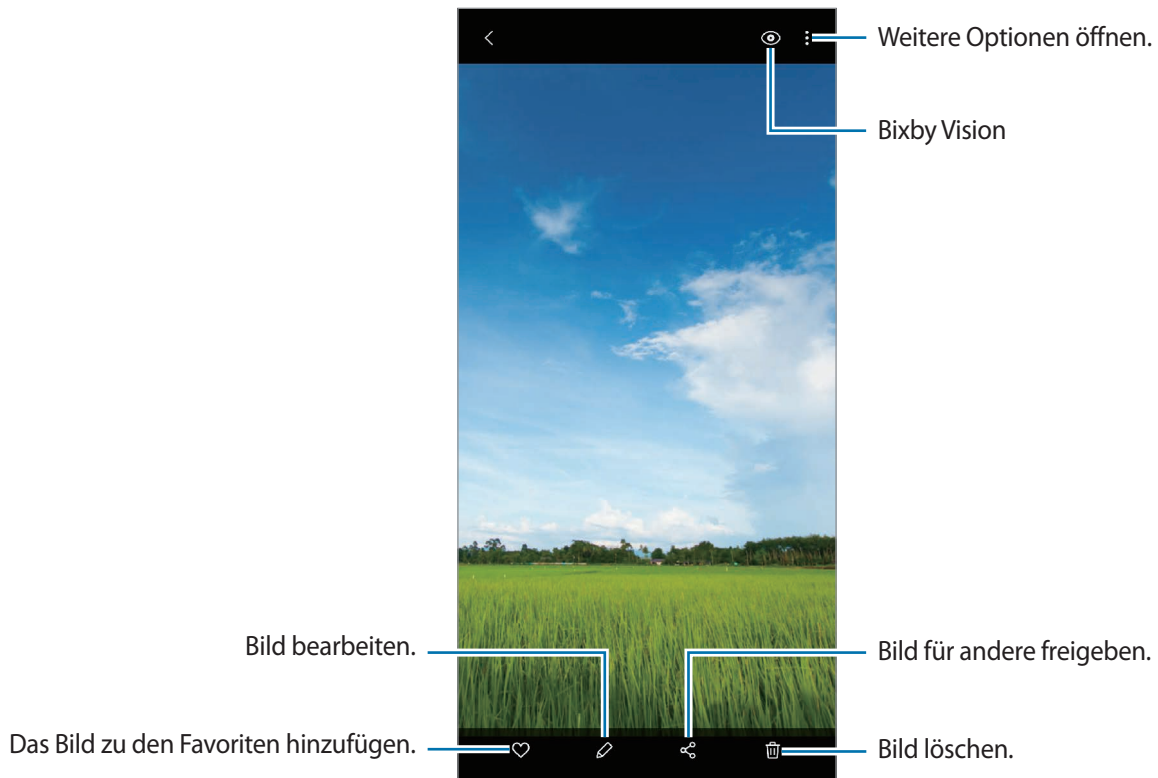 Weitere Optionen öffnen.
Bixby Vision
Bild bearbeiten.
Bild für andere freigeben.
Das Bild zu den Favoriten hinzufügen.
Bild löschen.